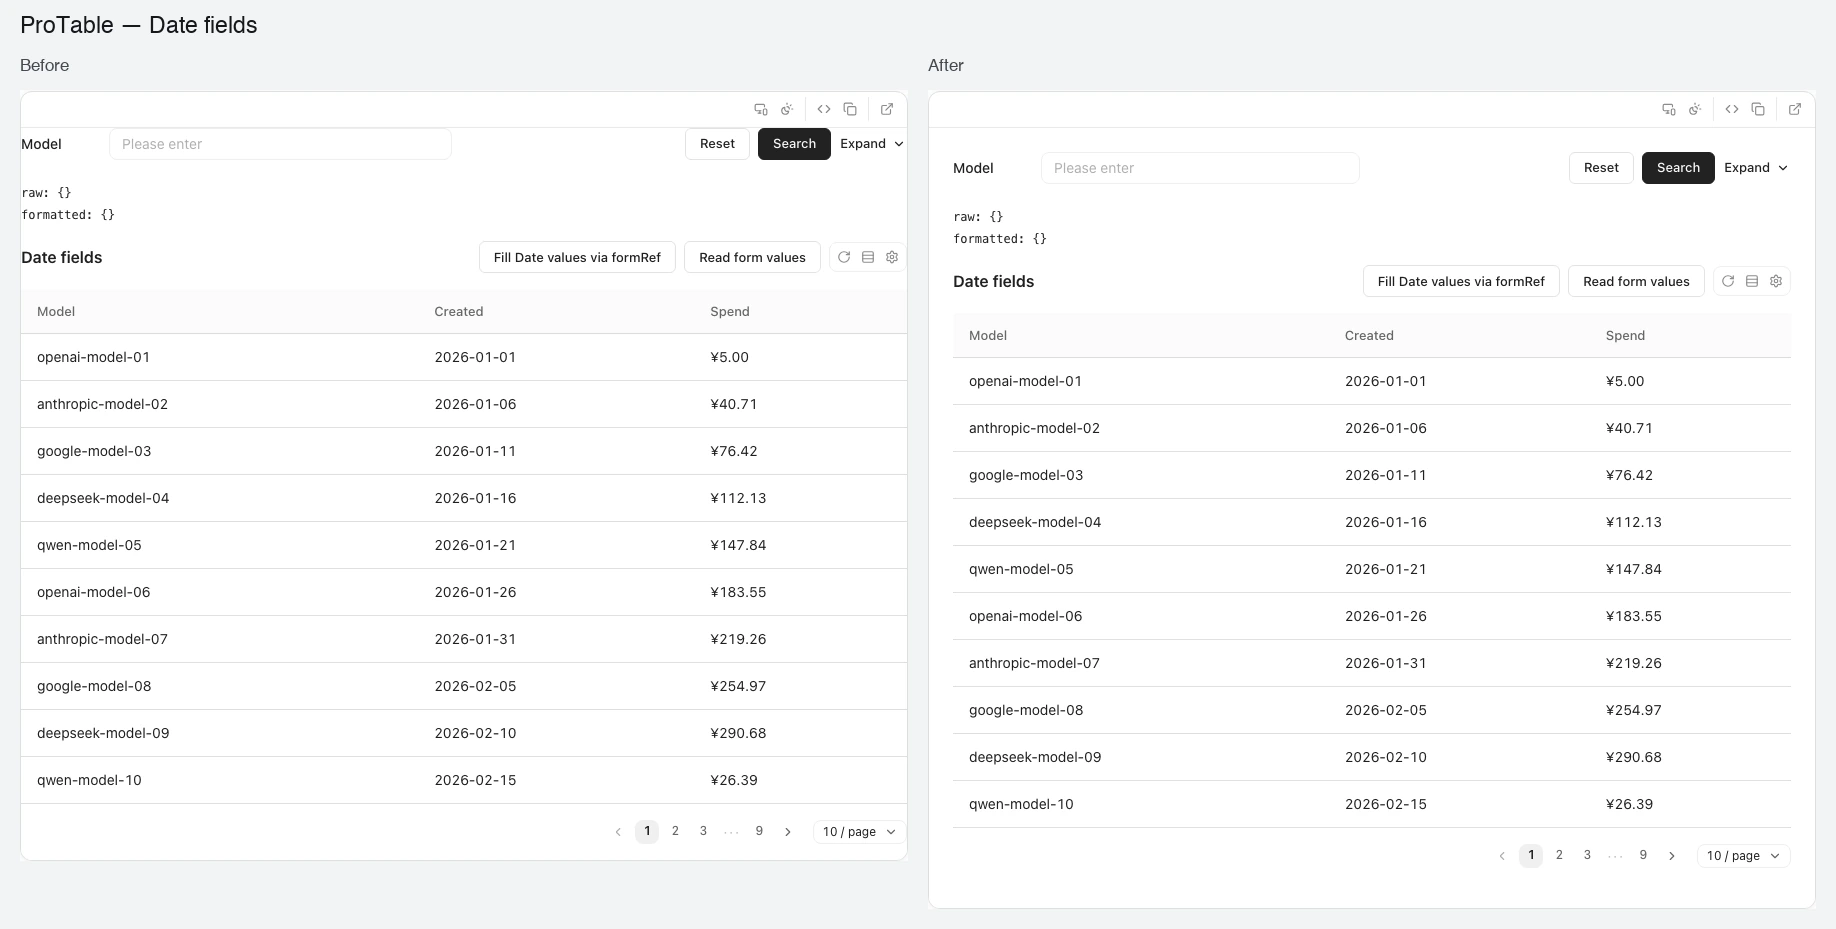 ProTable — Date fields
Before
Model Please enter Reset Search Expand
raw: {}
formatted: {}
Date fields Fill Date values via formRef Read form values
Model Created Spend
openai-model-01 2026-01-01 ¥5.00
anthropic-model-02 2026-01-06 ¥40.71
google-model-03 2026-01-11 ¥76.42
deepseek-model-04 2026-01-16 ¥112.13
qwen-model-05 2026-01-21 ¥147.84
openai-model-06 2026-01-26 ¥183.55
anthropic-model-07 2026-01-31 ¥219.26
google-model-08 2026-02-05 ¥254.97
deepseek-model-09 2026-02-10 ¥290.68
qwen-model-10 2026-02-15 ¥26.39
1 2 3 ... 9 10 / page
After
Model Please enter Reset Search Expand
raw: {}
formatted: {}
Date fields Fill Date values via formRef Read form values
Model Created Spend
openai-model-01 2026-01-01 ¥5.00
anthropic-model-02 2026-01-06 ¥40.71
google-model-03 2026-01-11 ¥76.42
deepseek-model-04 2026-01-16 ¥112.13
qwen-model-05 2026-01-21 ¥147.84
openai-model-06 2026-01-26 ¥183.55
anthropic-model-07 2026-01-31 ¥219.26
google-model-08 2026-02-05 ¥254.97
deepseek-model-09 2026-02-10 ¥290.68
qwen-model-10 2026-02-15 ¥26.39
1 2 3 ... 9 10 / page